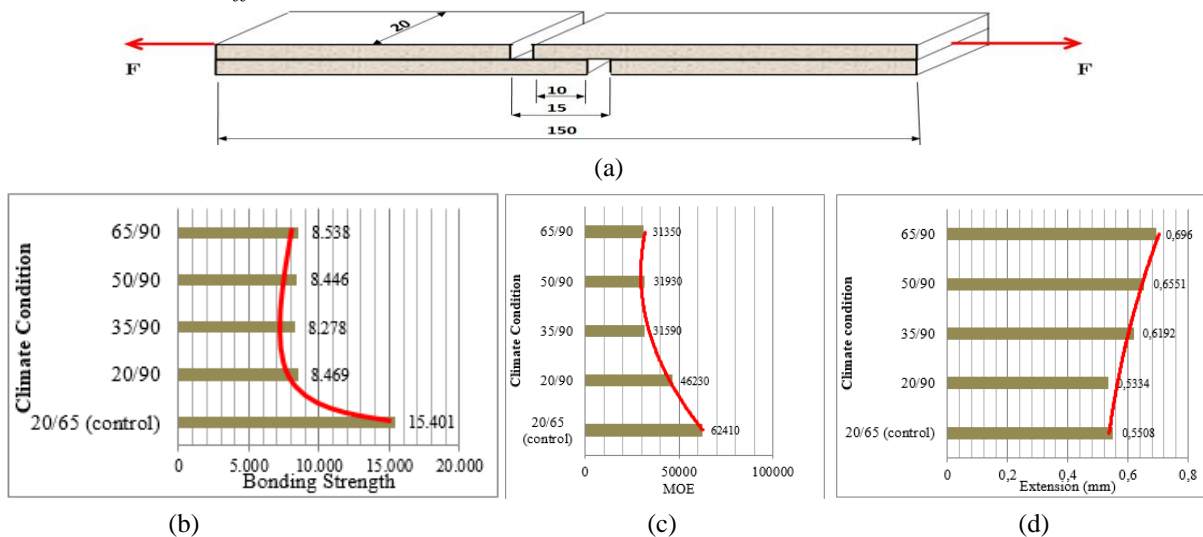 20
F
F
10
15
150
(a)
Climate Condition
65/90
8.538
50/90
8.446
35/90
8.278
20/90
8.469
20/65 (control)
15.401
0 5.000 10.000 15.000 20.000
Bonding Strength
(b)
Climate Condition
65/90
31350
50/90
31930
35/90
31590
20/90
46230
20/65
(control)
62410
0 50000 100000
MOE
(c)
Climate condition
65/90
0,696
50/90
0,6551
35/90
0,6192
20/90
0,5334
20/65 (control)
0,5508
0 0,2 0,4 0,6 0,8
Extension (mm)
(d)